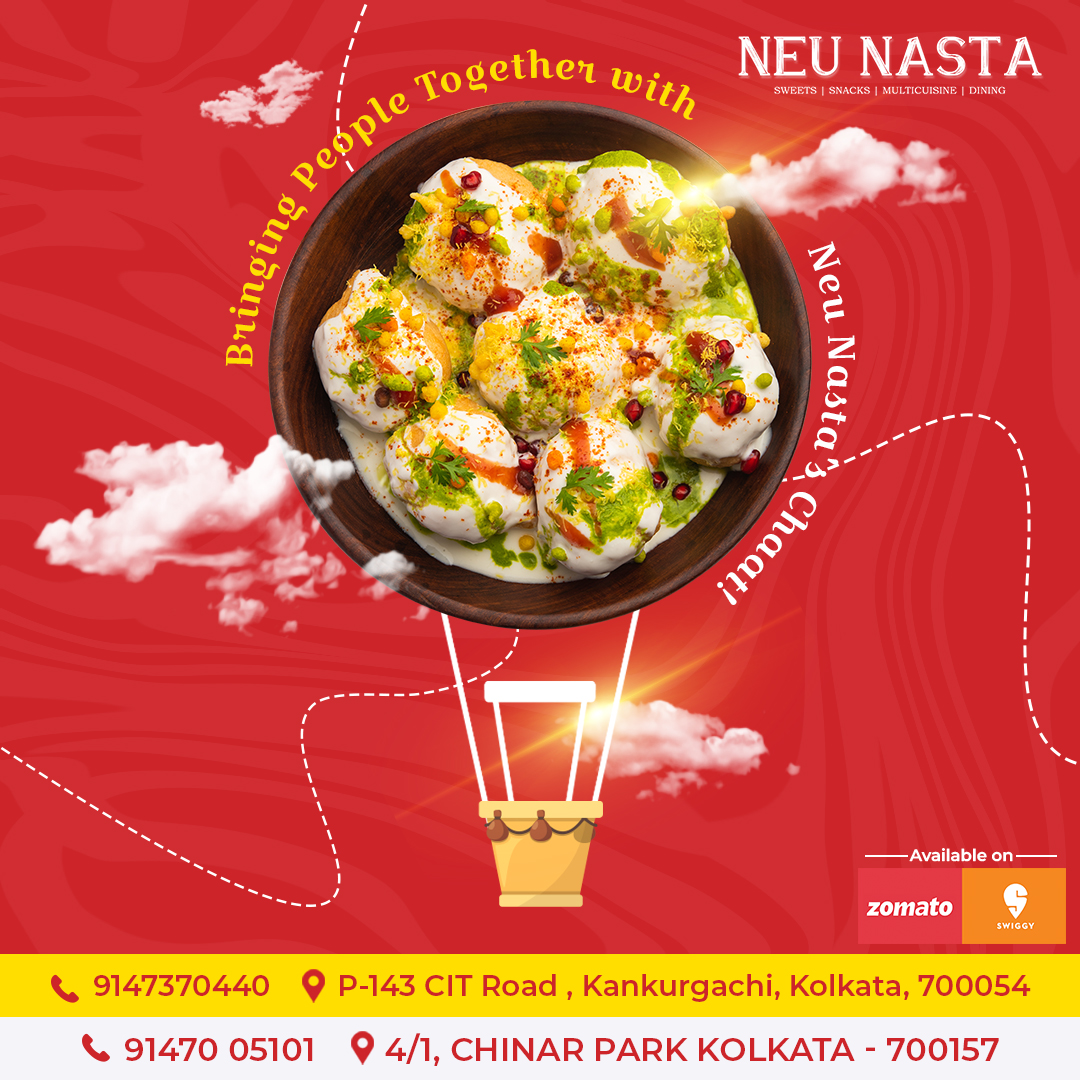 NEU NASTA
SWEETS | SNACKS | MULTICUISINE | DINING
Bringing People Together with
Neu Nasta's Chaat!
Available on
zomato
SWIGGY
9147370440 P-143 CIT Road , Kankurgachi, Kolkata, 700054
91470 05101 4/1, CHINAR PARK KOLKATA - 700157